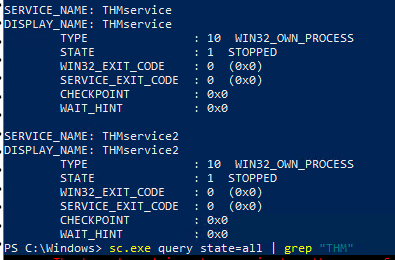 SERVICE_NAME: THMservice
DISPLAY_NAME: THMservice
TYPE : 10 WIN32_OWN_PROCESS
STATE : 1 STOPPED
WIN32_EXIT_CODE : 0 (0x0)
SERVICE_EXIT_CODE : 0 (0x0)
CHECKPOINT : 0x0
WAIT_HINT : 0x0
SERVICE_NAME: THMservice2
DISPLAY_NAME: THMservice2
TYPE : 10 WIN32_OWN_PROCESS
STATE : 1 STOPPED
WIN32_EXIT_CODE : 0 (0x0)
SERVICE_EXIT_CODE : 0 (0x0)
CHECKPOINT : 0x0
WAIT_HINT : 0x0
PS C:\Windows> sc.exe query state=all | grep "THM"